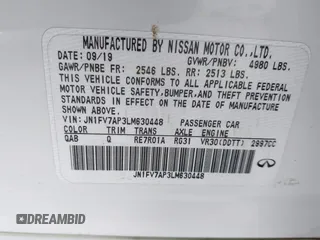 MANUFACTURED BY NISSAN MOTOR CO.,LTD.
DATE: 09/19 GVWR/PNBV: 4980 LBS.
GAWR/PNBE FR: 2546 LBS. RR: 2513 LBS.
THIS VEHICLE CONFORMS TO ALL APPLICABLE FEDERAL
MOTOR VEHICLE SAFETY, BUMPER, AND THEFT
PREVENTION STANDARDS IN EFFECT ON THE DATE OF MANUFACTURE
SHOWN ABOVE.
VIN: JN1FV7AP3LM630448 PASSENGER CAR
COLOR TRIM TRANS AXLE ENGINE
QAB Q RE7R01A RG31 VR30(DDTT) 2997CC
JN1FV7AP3LM630448
INFINITI
DREAMBID